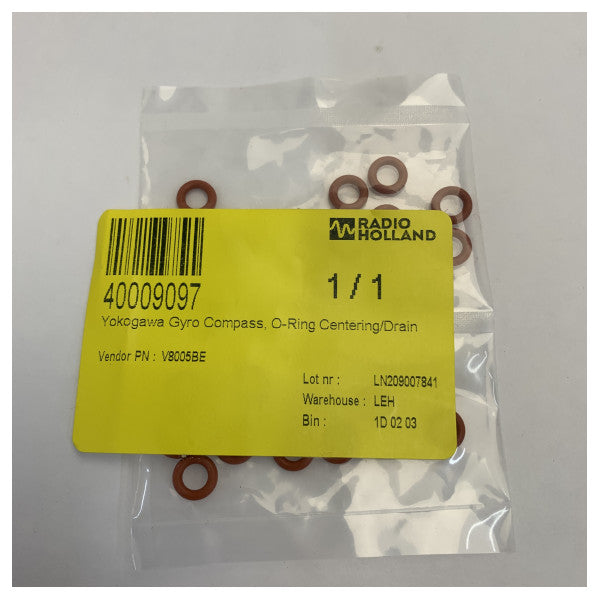 RADIO
HOLLAND
40009097
1 / 1
Yokogawa Gyro Compass, O-Ring Centering/Drain
Vendor PN : V8005BE
Lot nr : LN209007841
Warehouse : LEH
Bin : 1D 02 03